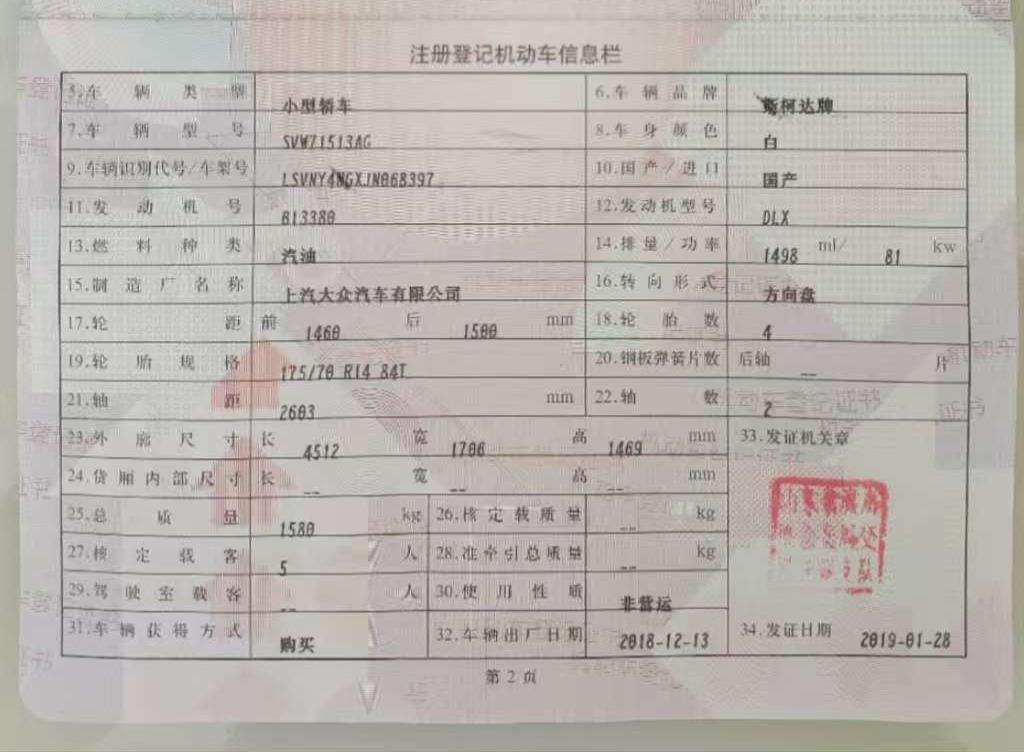 注册登记机动车信息栏
5.车辆类型 小型轿车 6.车辆品牌 斯柯达牌
7.车辆型号 SVW71513AG 8.车身颜色 白
9.车辆识别代号/车架号 LSVNY4NGXJN068397 10.国产/进口 国产
11.发动机号 813380 12.发动机型号 DLX
13.燃料种类 汽油 14.排量/功率 1498 ml/ 81 kw
15.制造厂名称 上汽大众汽车有限公司 16.转向形式 方向盘
17.轮距 前 1460 后 1500 mm 18.轮胎数 4
19.轮胎规格 175/70 R14 84T 20.钢板弹簧片数 后轴 -- 片
21.轴距 2603 mm 22.轴数 2
23.外廓尺寸 长 4512 宽 1706 高 1469 mm 33.发证机关章
24.货厢内部尺寸 长 -- 宽 -- 高 -- mm
25.总质量 1580 kg 26.核定载质量 -- kg
27.核定载客 5 人 28.准牵引总质量 -- kg
29.驾驶室载客 -- 人 30.使用性质 非营运
31.车辆获得方式 购买 32.车辆出厂日期 2018-12-13 34.发证日期 2019-01-28
第 2 页